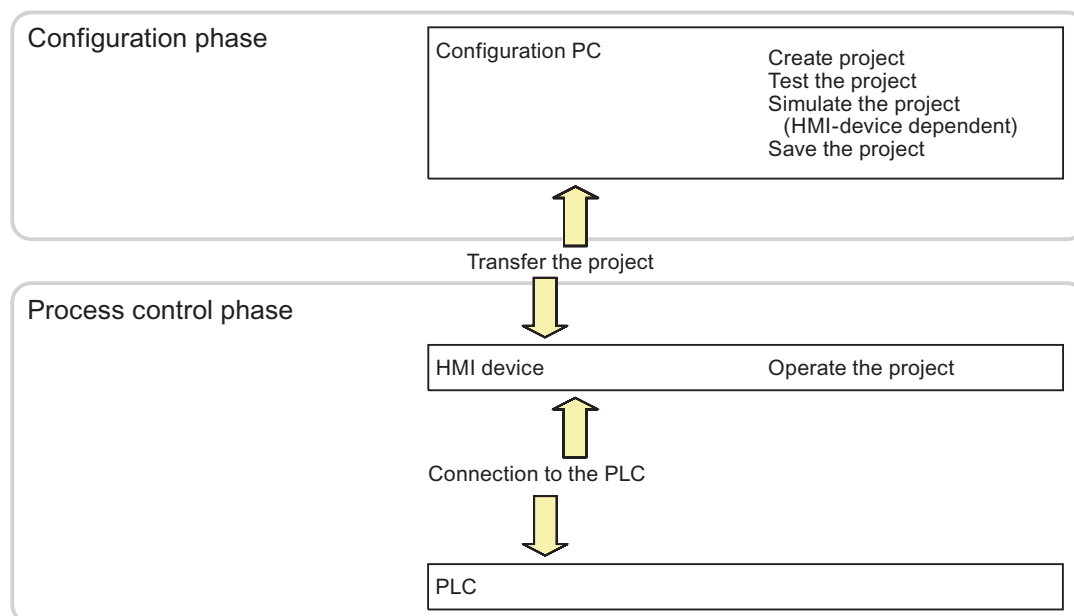 Configuration phase
Configuration PC
Create project
Test the project
Simulate the project
(HMI-device dependent)
Save the project
Transfer the project
Process control phase
HMI device
Operate the project
Connection to the PLC
PLC